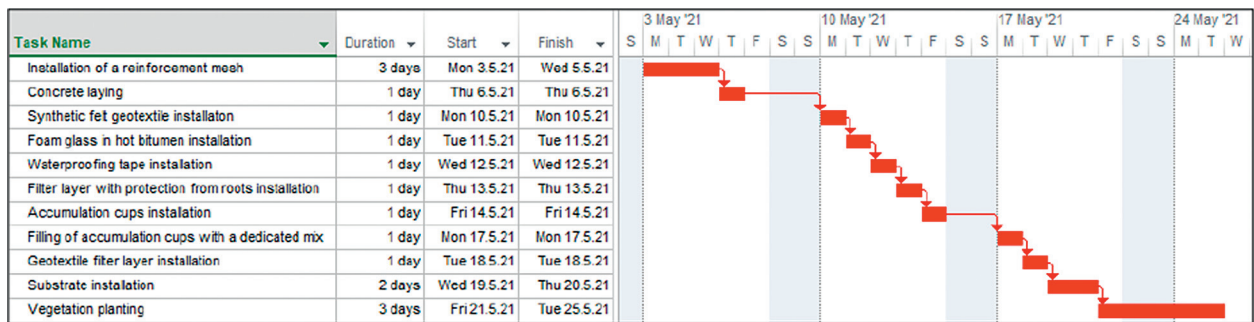 3 May '21 10 May '21 17 May '21 24 May '21
Task Name Duration Start Finish S M T W T F S S M T W T F S S M T W T F S S M T W
Installation of a reinforcement mesh 3 days Mon 3.5.21 Wed 5.5.21
Concrete laying 1 day Thu 6.5.21 Thu 6.5.21
Synthetic felt geotextile installaton 1 day Mon 10.5.21 Mon 10.5.21
Foam glass in hot bitumen installation 1 day Tue 11.5.21 Tue 11.5.21
Waterproofing tape installation 1 day Wed 12.5.21 Wed 12.5.21
Filter layer with protection from roots installation 1 day Thu 13.5.21 Thu 13.5.21
Accumulation cups installation 1 day Fri 14.5.21 Fri 14.5.21
Filling of accumulation cups with a dedicated mix 1 day Mon 17.5.21 Mon 17.5.21
Geotextile filter layer installation 1 day Tue 18.5.21 Tue 18.5.21
Substrate installation 2 days Wed 19.5.21 Thu 20.5.21
Vegetation planting 3 days Fri 21.5.21 Tue 25.5.21